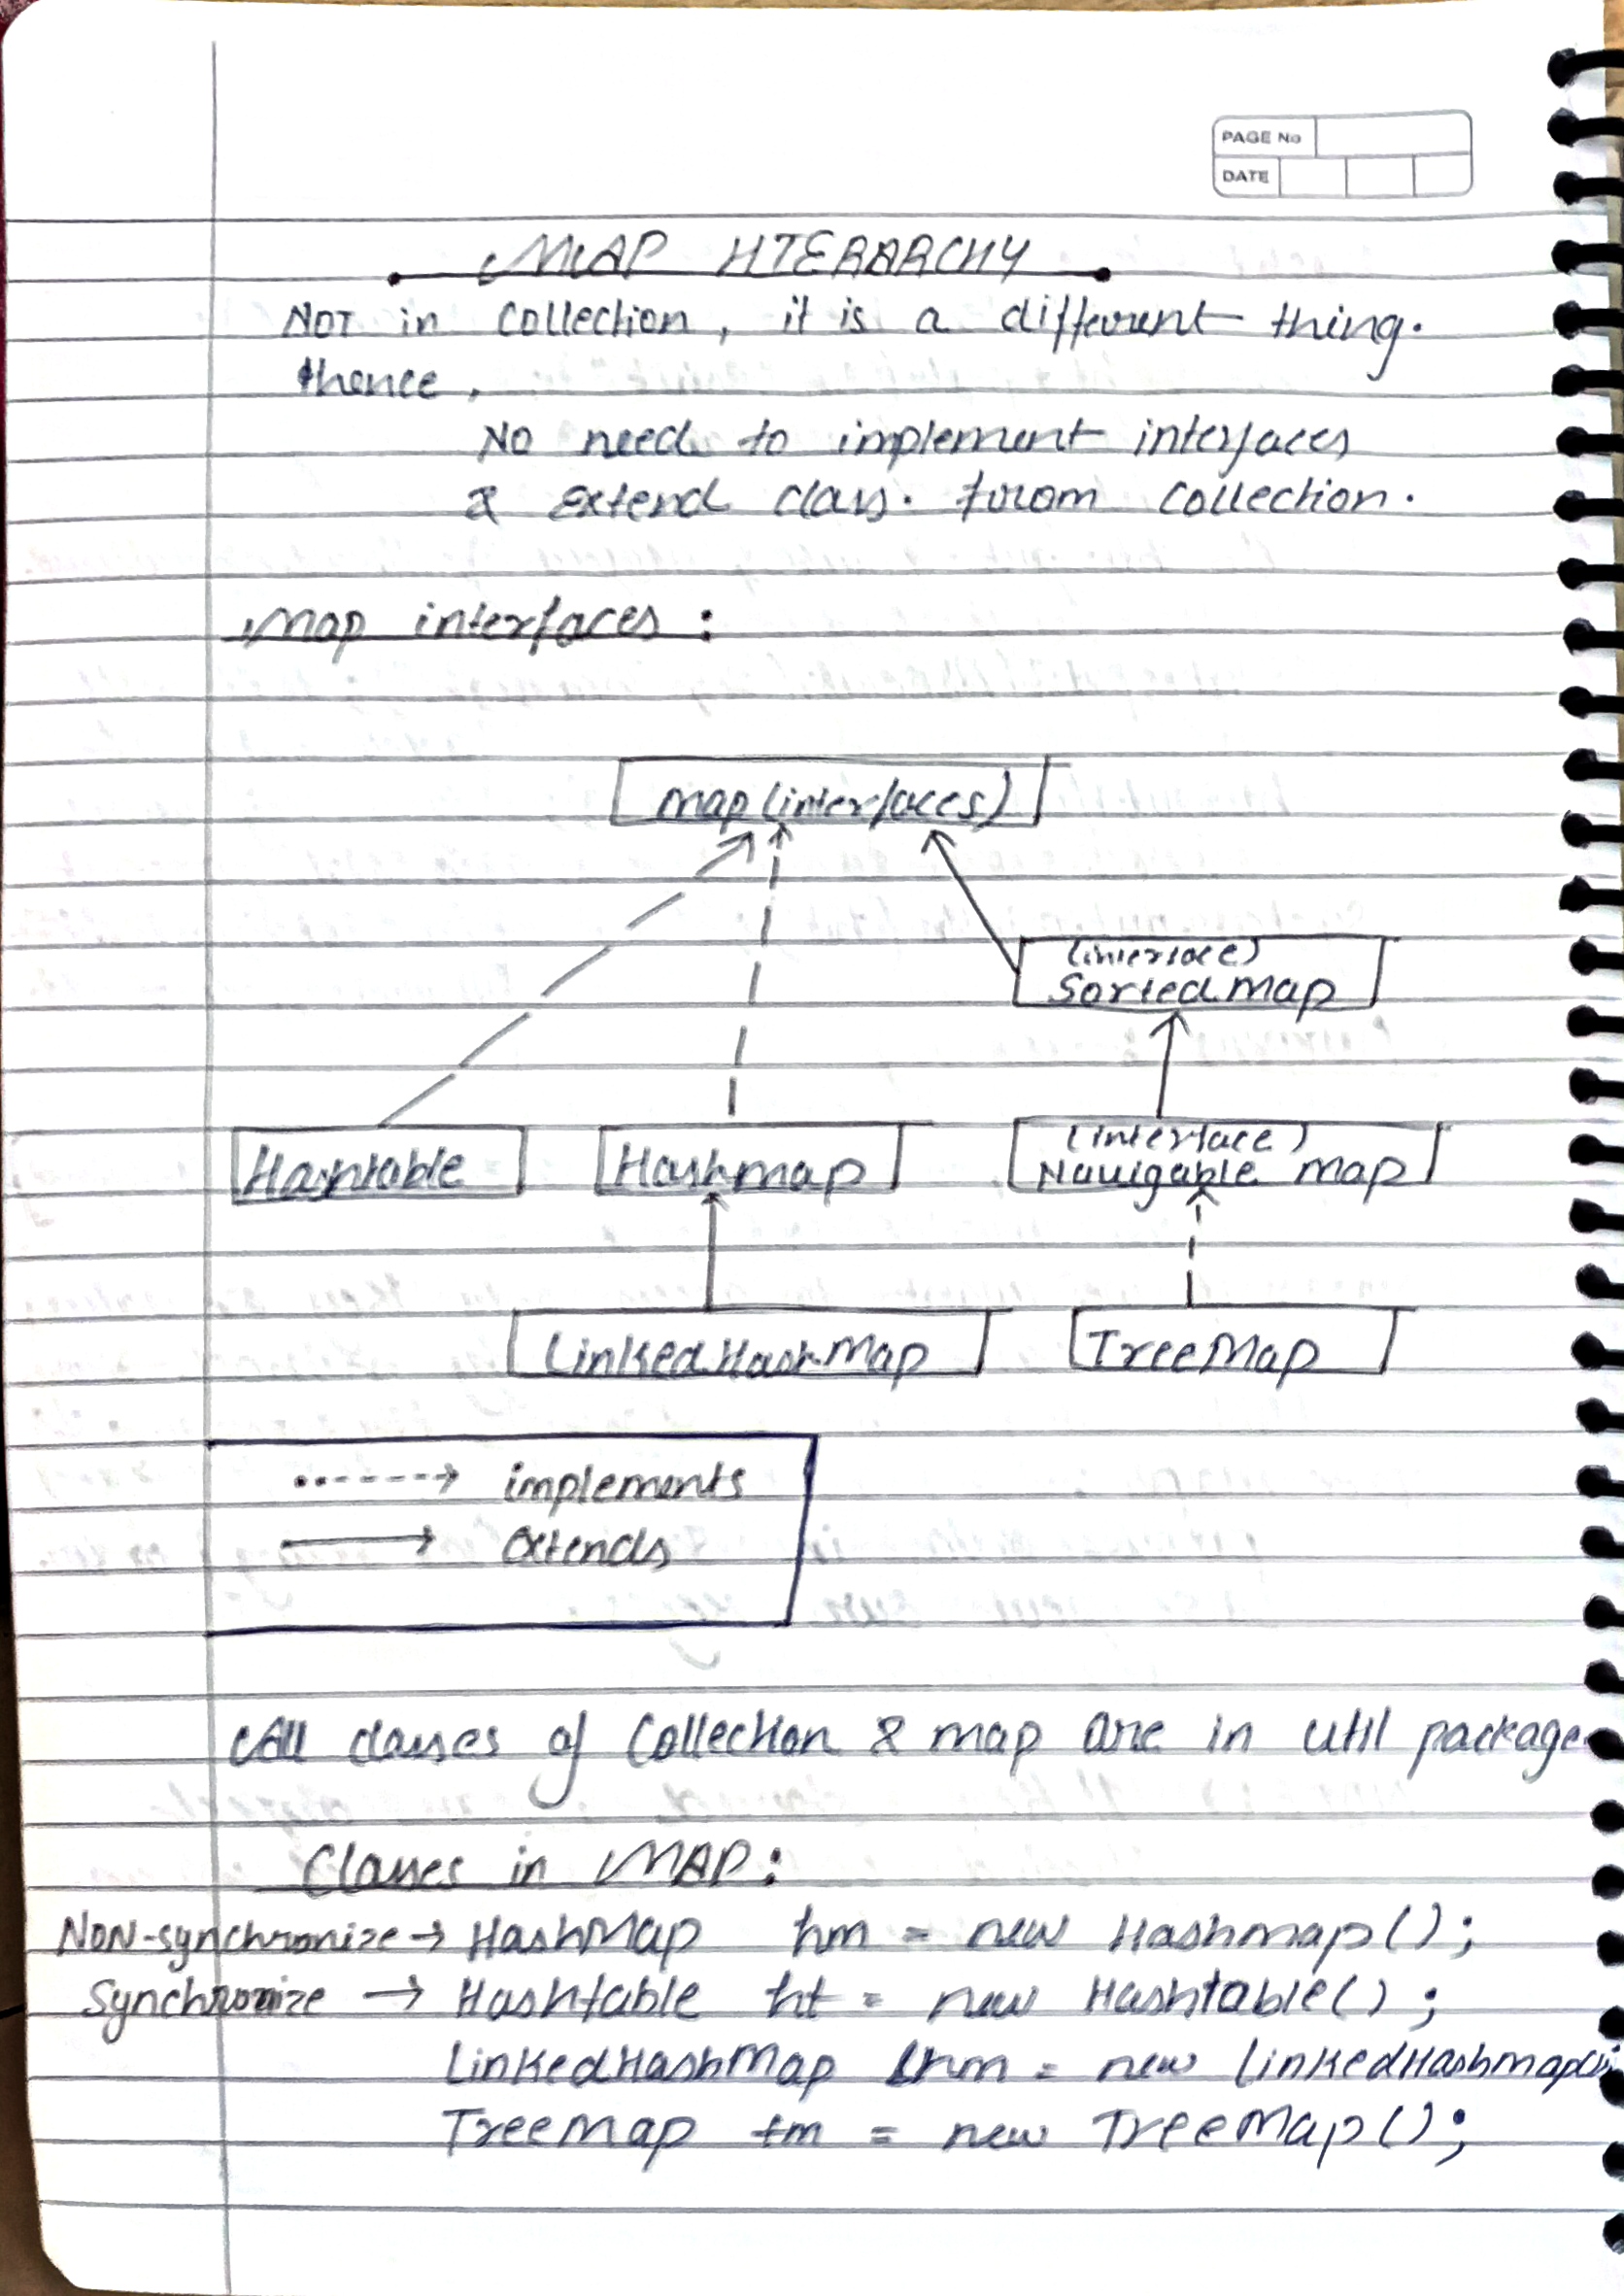 PAGE No
DATE
MAP HIERARCHY
NOT in Collection, it is a different thing.
thence,
NO need to implement interfaces
& extend class. from collection.
Map interfaces :
map (interfaces)
(interface)
Sorted map
Hashtable
Hashmap
(interface)
Navigable map
LinkedHashMap
TreeMap
implements
extends
All classes of Collection & map are in util package.
Classes in MAP :
NON-synchronize → HashMap hm = new Hashmap();
Synchronize → Hashtable ht = new Hashtable();
LinkedHashMap lhm = new linkedHashmap();
TreeMap tm = new TreeMap();